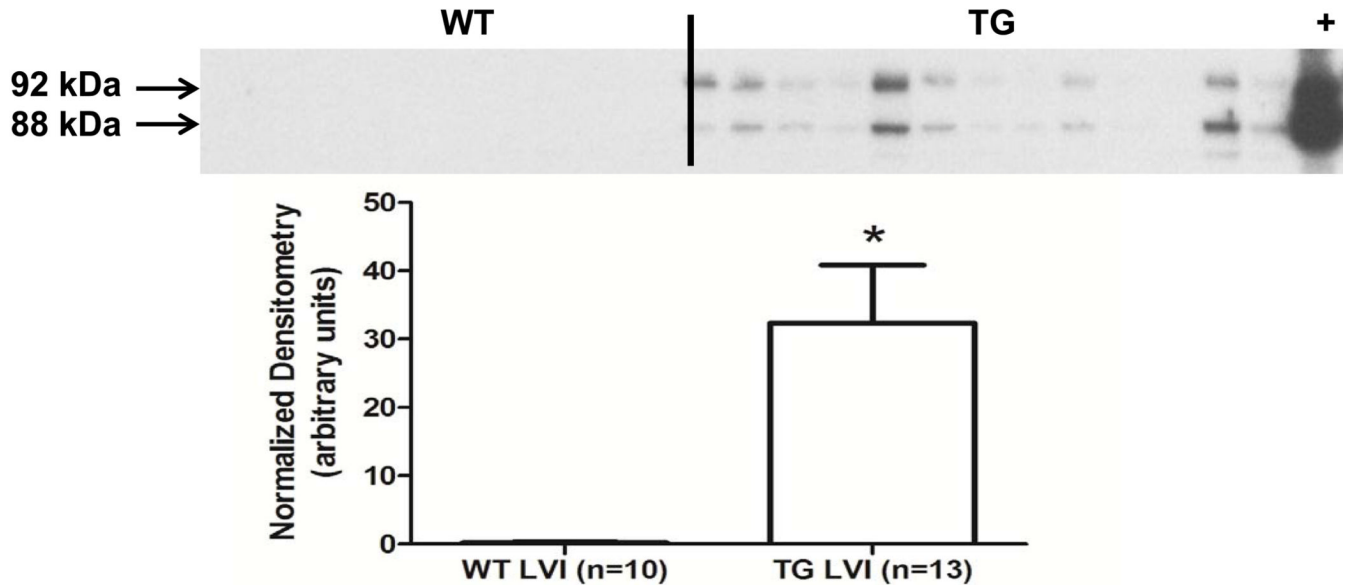 WT TG +
92 kDa
88 kDa
50
*
40
30
20
10
0
Normalized Densitometry
(arbitrary units)
WT LVI (n=10) TG LVI (n=13)